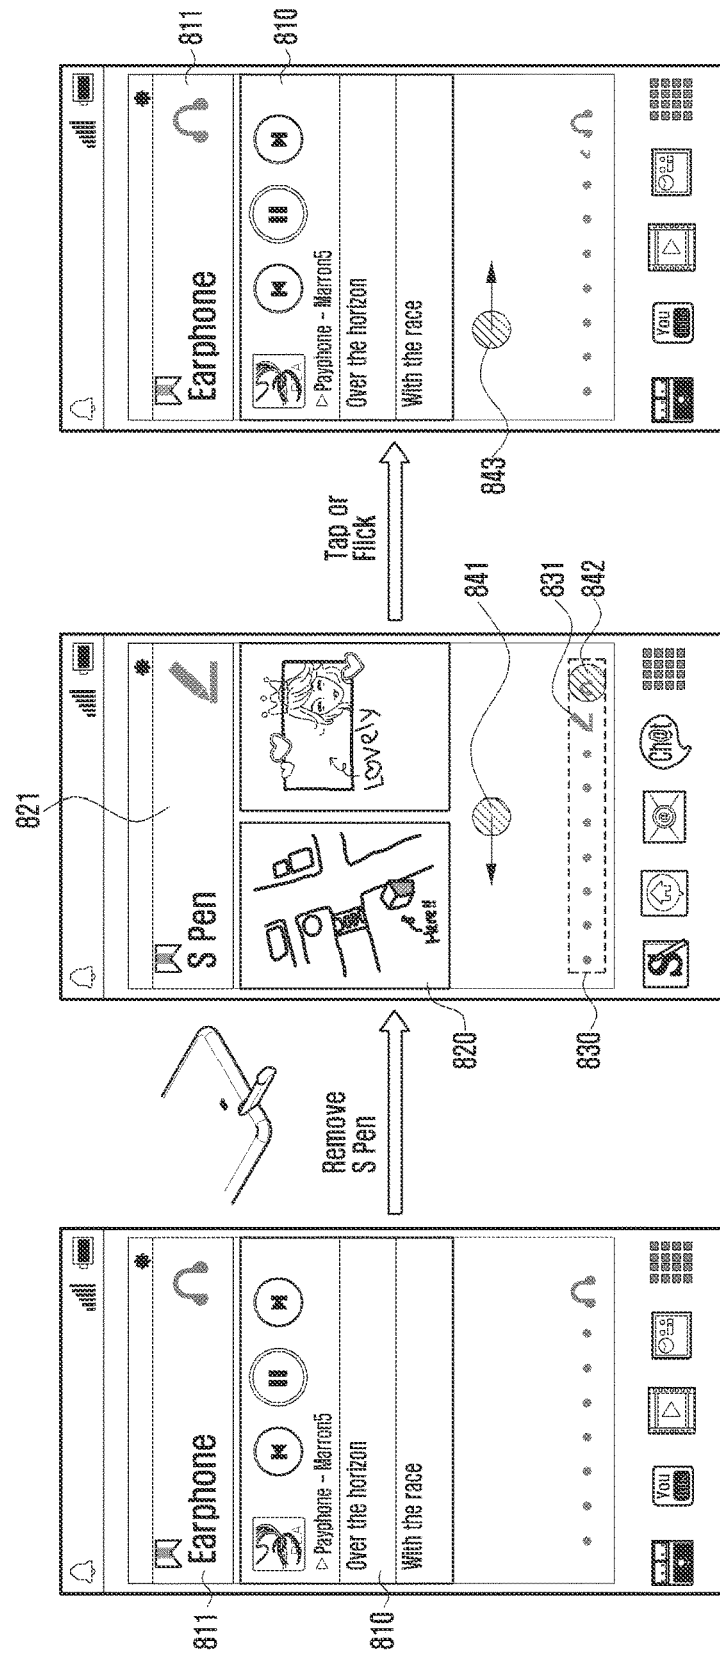 811
810
Earphone
▷ Payphone - Marron5
Over the horizon
With the race
You
Remove
S Pen
821
820
830
S Pen
Here!!
Lovely
841
831
842
S
@
Ch@t
Tap or
Flick
811
810
843
Earphone
▷ Payphone - Marron5
Over the horizon
With the race
You